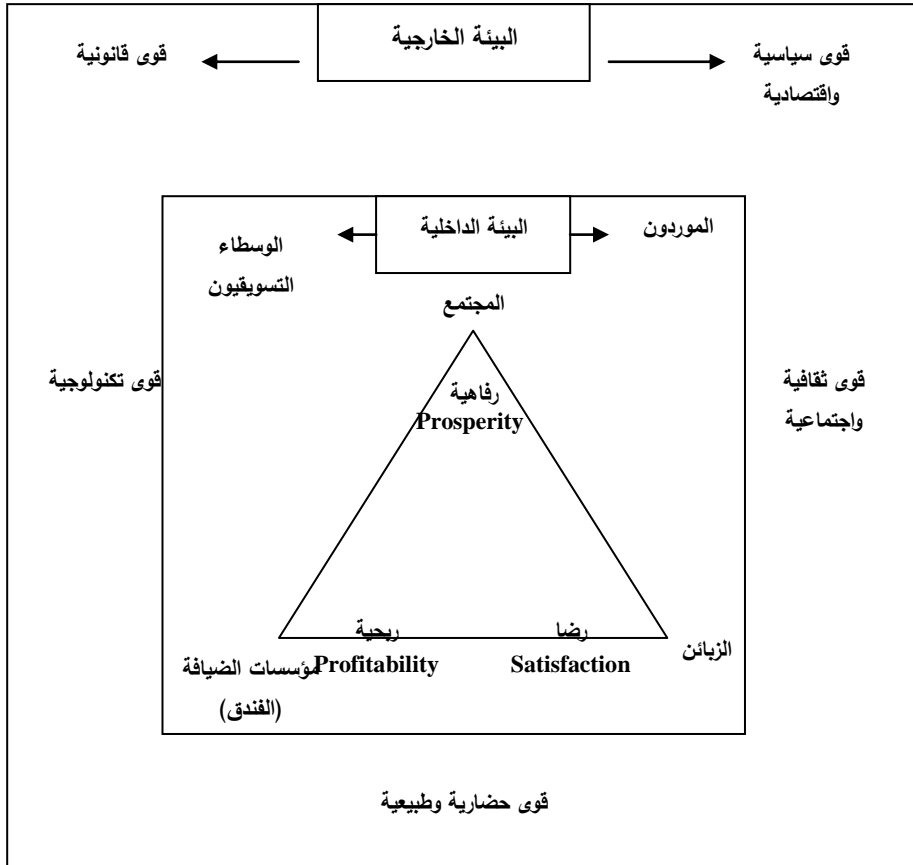 البيئة الخارجية
قوى سياسية
واقتصادية
قوى قانونية
البيئة الداخلية
الموردون
الوسطاء
التسويقيون
المجتمع
رفاهية
Prosperity
قوى ثقافية
واجتماعية
قوى تكنولوجية
رضا
Satisfaction
ربحية
Profitability
الزبائن
مؤسسات الضيافة
(الفندق)
قوى حضارية وطبيعية